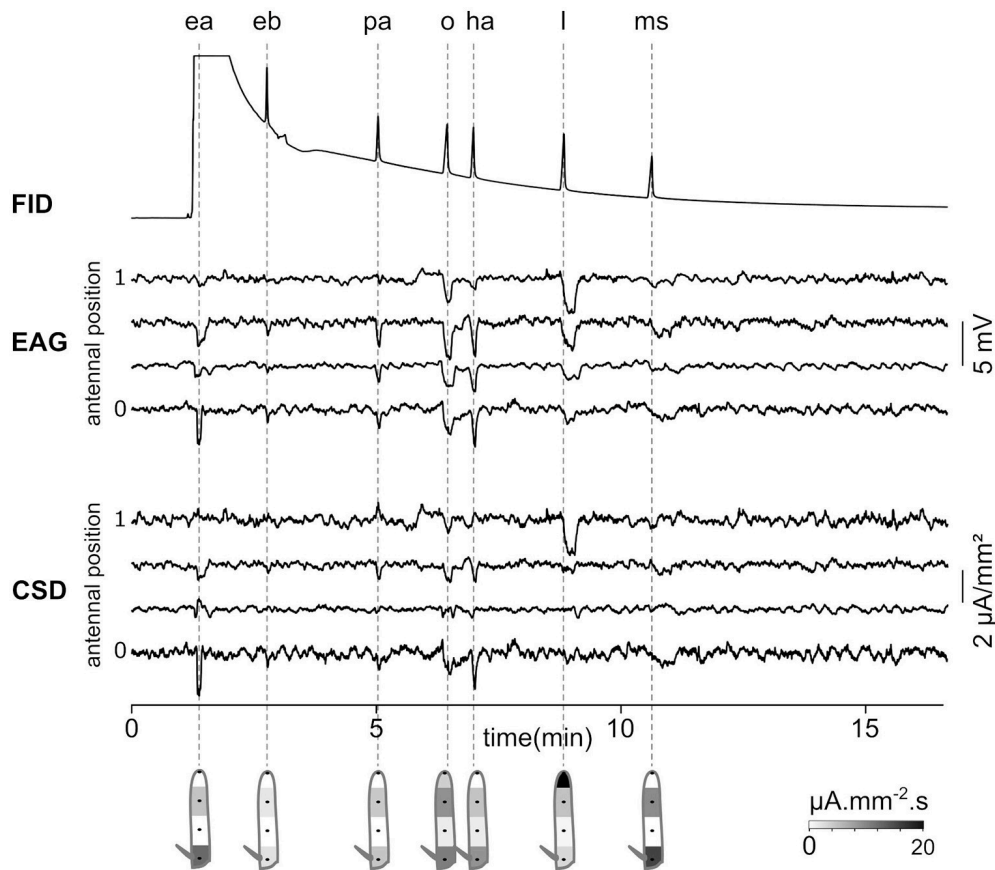 ea eb pa o ha l ms
FID
1
EAG
antennal position
0
5 mV
1
CSD
antennal position
0
2 µA/mm²
0 5 10 15
time(min)
µA.mm-2.s
0 20